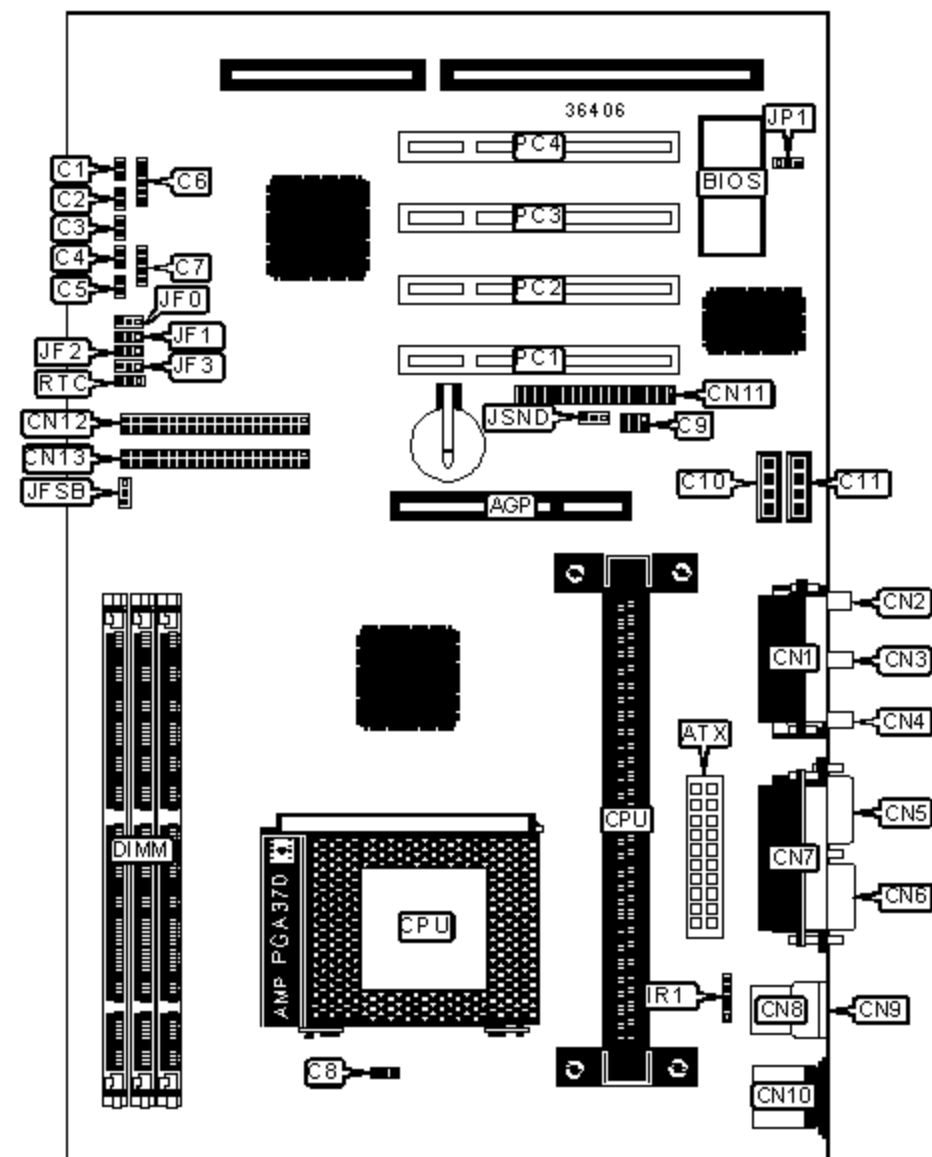 36406
JP1
PC4
BIOS
C1
C6
C2
PC3
C3
C4
C7
C5
PC2
JF0
JF1
JF2
PC1
JF3
RTC
CN11
JSND
C9
CN12
CN13
C10
C11
JFSB
AGP
CN2
CN1
CN3
CN4
ATX
CN5
CPU
DIMM
CN7
CN6
CPU
AMP PGA370
IR1
CN8
CN9
C8
CN10